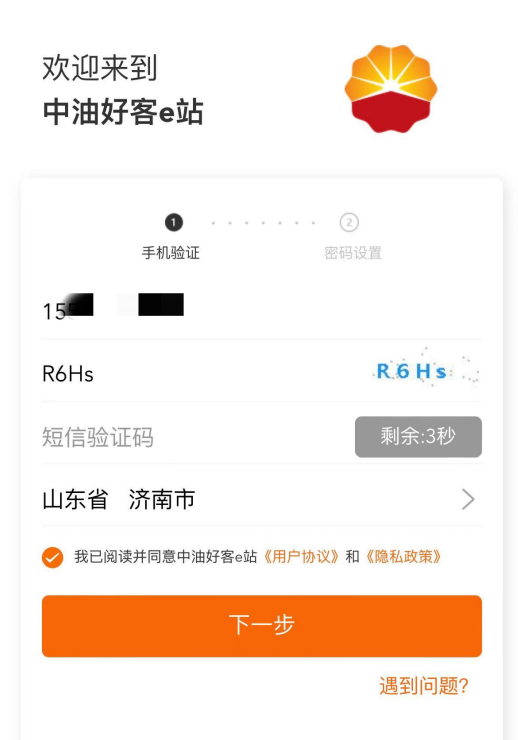 欢迎来到
中油好客e站
1 2
手机验证 密码设置
15
R6Hs R6Hs
短信验证码 剩余:3秒
山东省 济南市
我已阅读并同意中油好客e站《用户协议》和《隐私政策》
下一步
遇到问题?